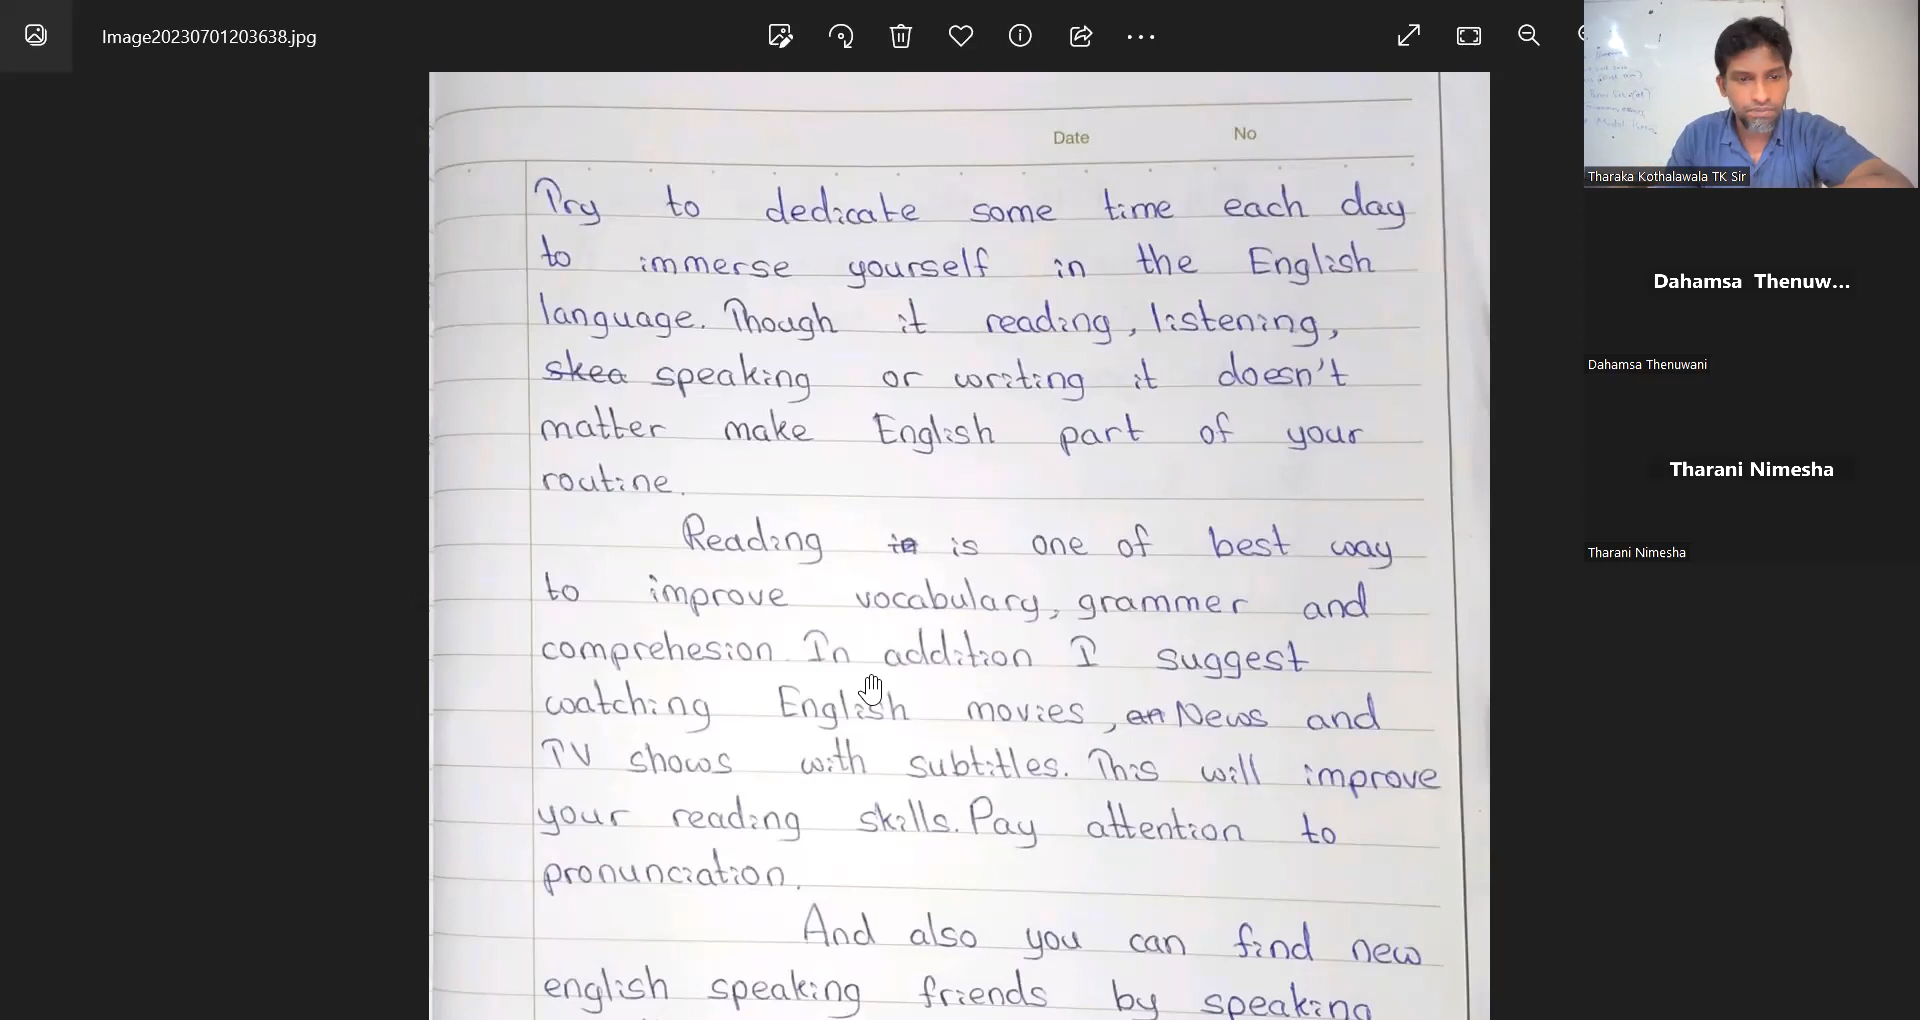 Image20230701203638.jpg
Date No
Try to dedicate some time each day
to immerse yourself in the English
language. Though it reading, listening,
skea speaking or writing it doesn't
matter make English part of your
routine.
Reading is one of best way
to improve vocabulary, grammer and
comprehesion. In addition I suggest
watching English movies, en News and
TV shows with subtitles. This will improve
your reading skills. Pay attention to
pronunciation.
And also you can find new
english speaking friends by speaking
Tharaka Kothalawala TK Sir
Dahamsa Thenuw...
Dahamsa Thenuwani
Tharani Nimesha
Tharani Nimesha